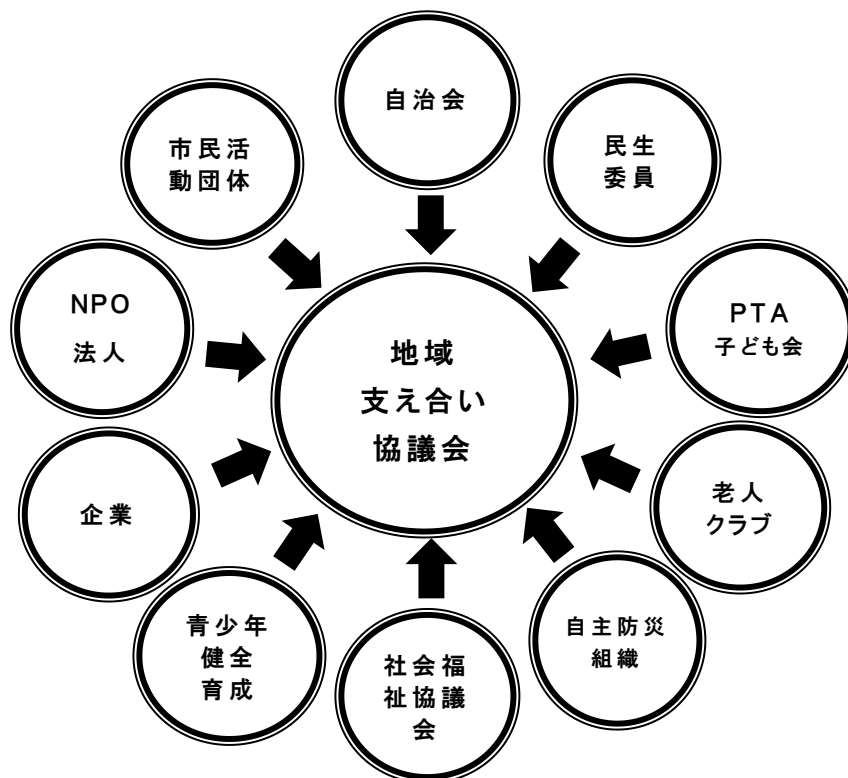 自治会
市民活
動団体
民生
委員
NPO
法人
PTA
子ども会
地域
支え合い
協議会
企業
老人
クラブ
青少年
健全
育成
社会福
祉協議
会
自主防災
組織